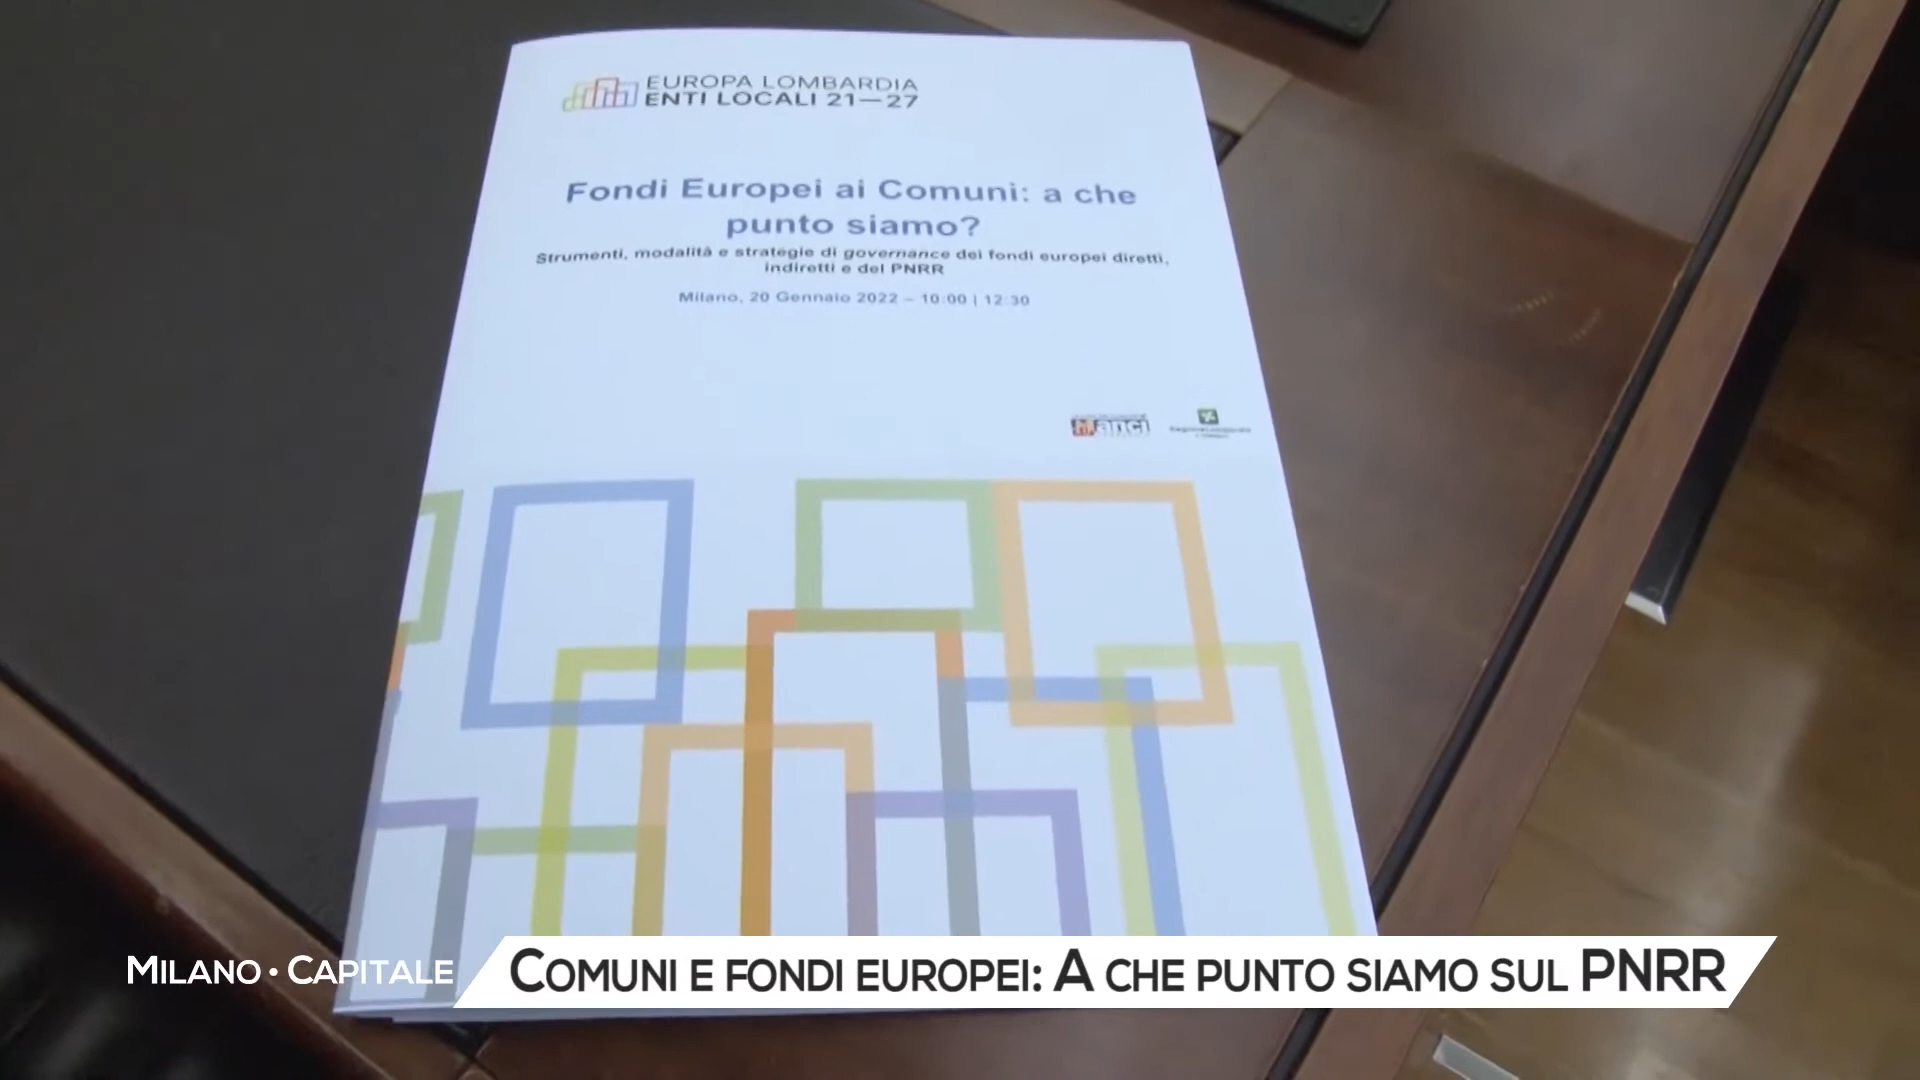 EUROPA LOMBARDIA
ENTI LOCALI 21—27
Fondi Europei ai Comuni: a che
punto siamo?
Strumenti, modalità e strategie di governance dei fondi europei diretti,
indiretti e del PNRR
Milano, 20 Gennaio 2022 – 10:00 | 12:30
anci
RegioneLombardia
MILANO • CAPITALE
COMUNI E FONDI EUROPEI: A CHE PUNTO SIAMO SUL PNRR